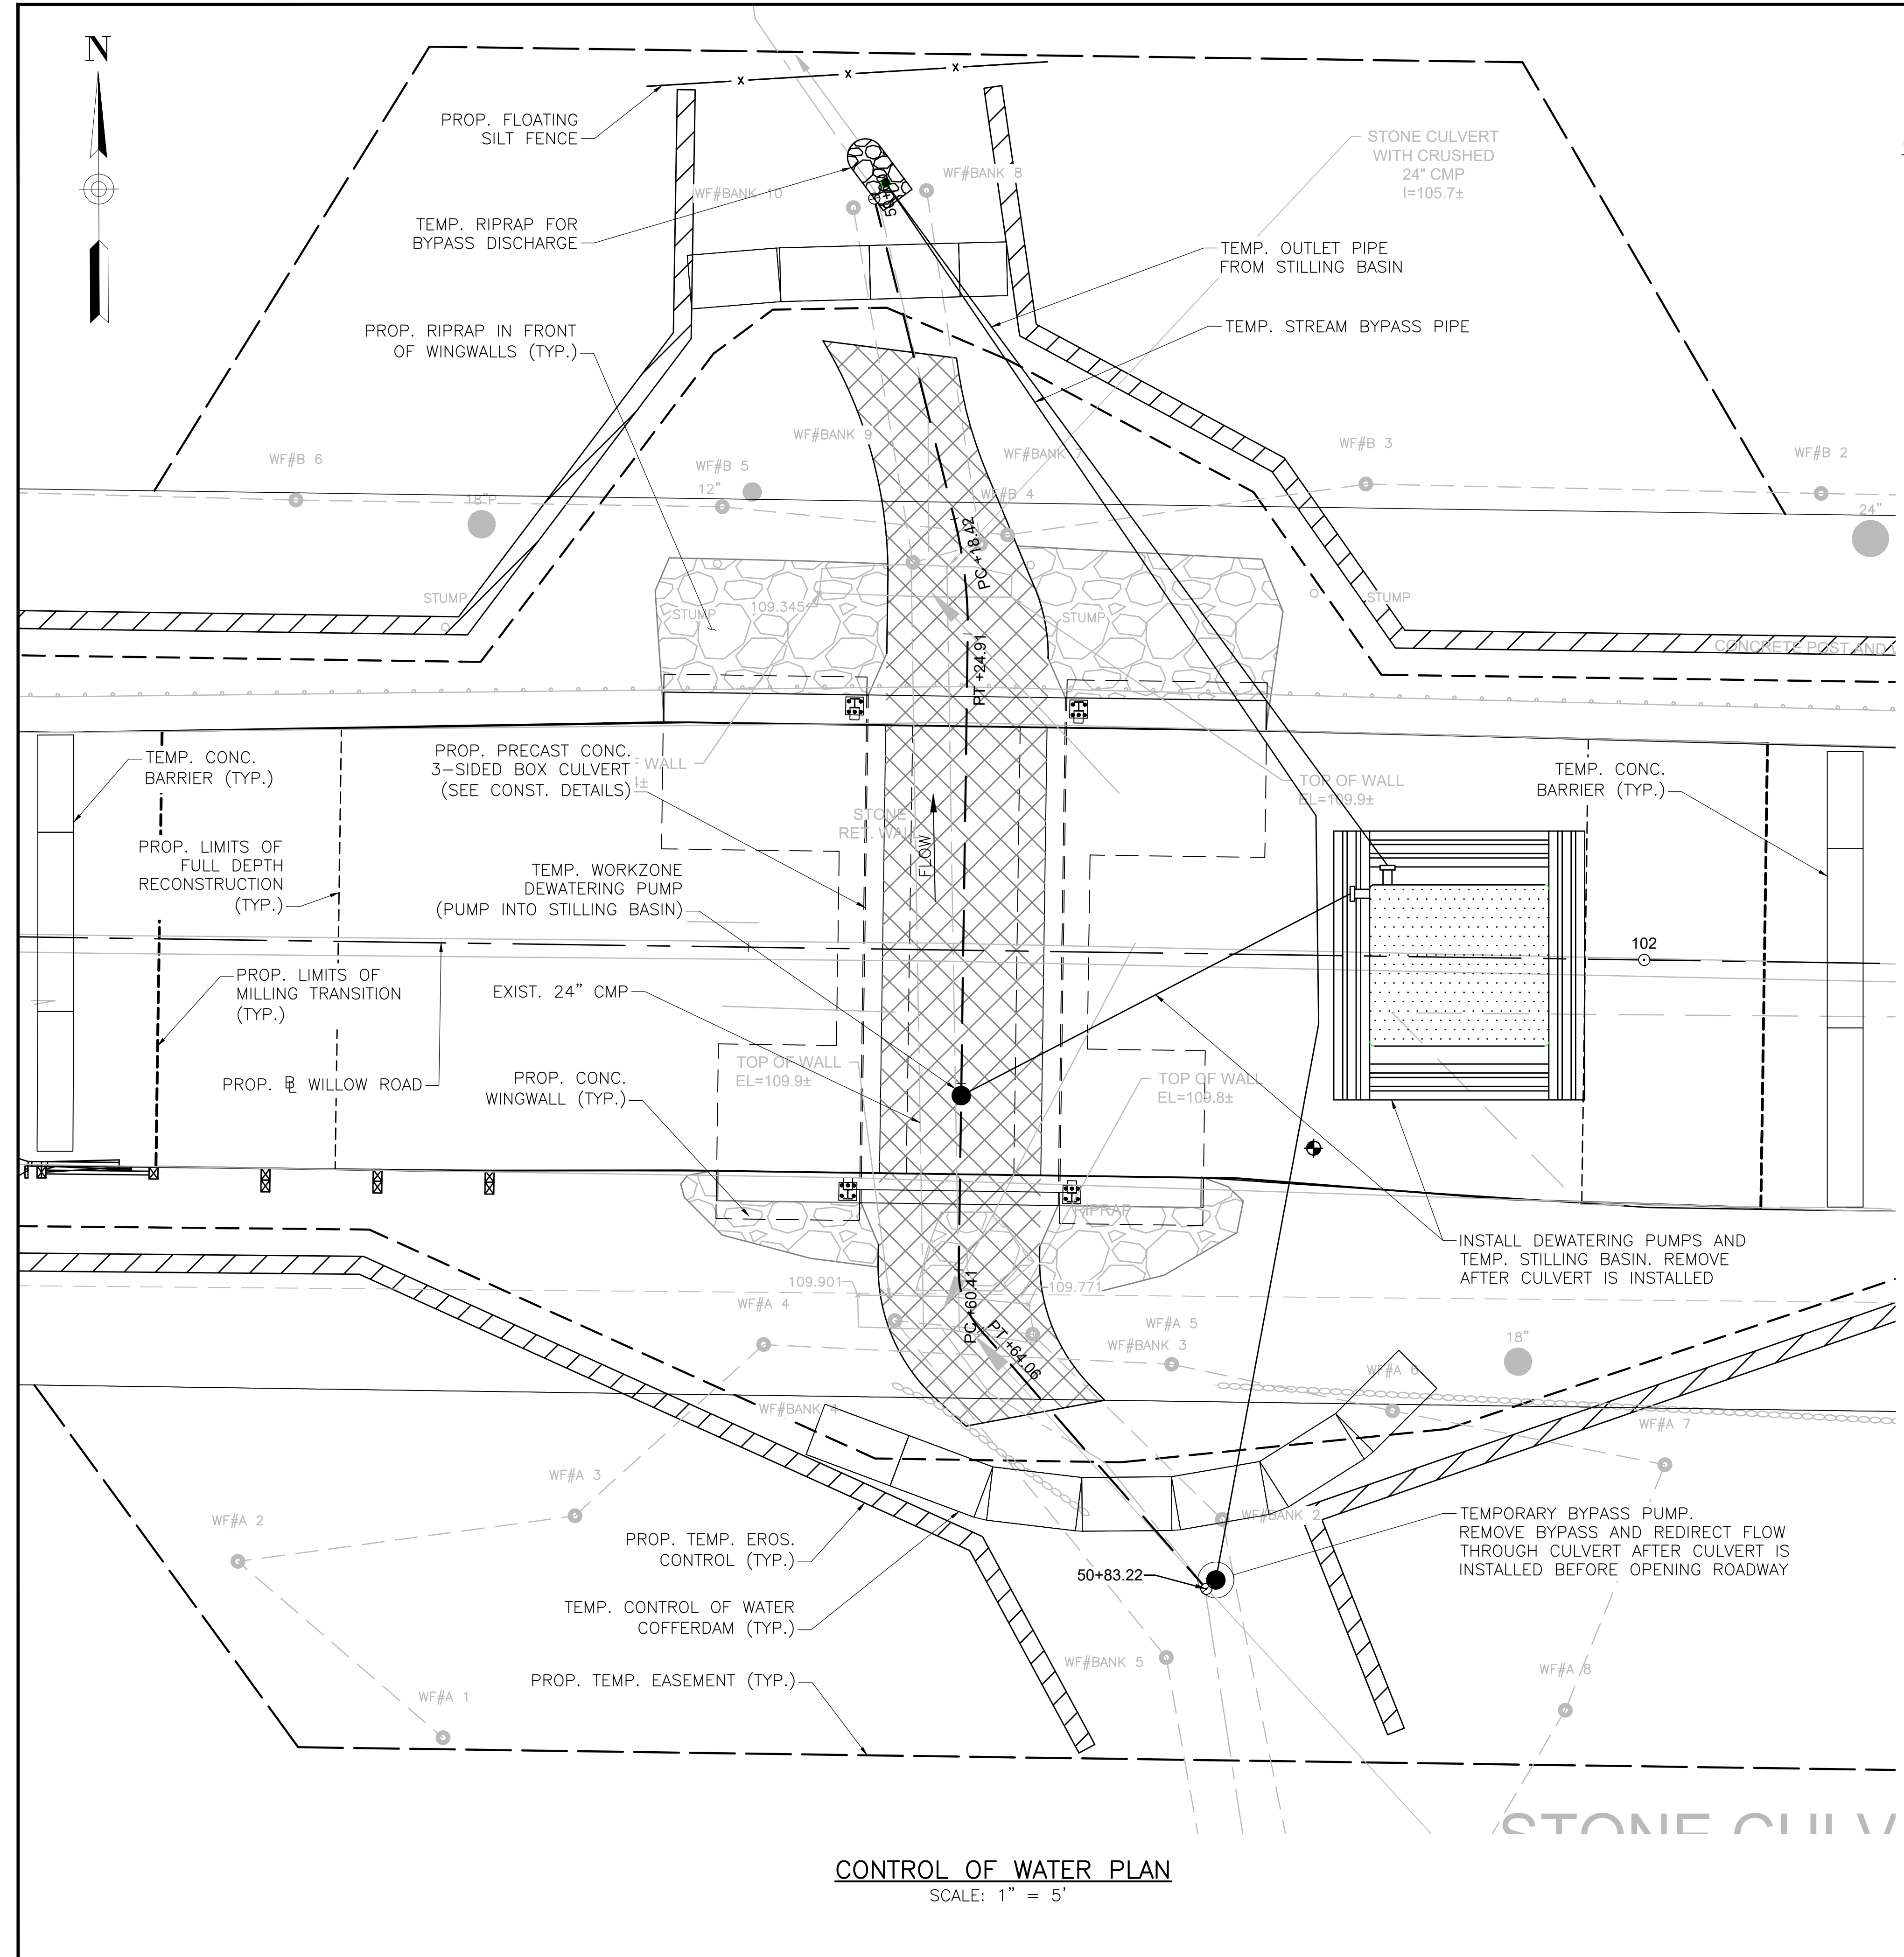 N
PROP. FLOATING
SILT FENCE
STONE CULVERT
WITH CRUSHED
24" CMP
I=105.7±
WF#BANK 10
WF#BANK 8
TEMP. RIPRAP FOR
BYPASS DISCHARGE
TEMP. OUTLET PIPE
FROM STILLING BASIN
PROP. RIPRAP IN FRONT
OF WINGWALLS (TYP.)
TEMP. STREAM BYPASS PIPE
WF#BANK 9
WF#BANK 7
WF#B 3
WF#B 2
WF#B 6
WF#B 5
12"
18"P
WF#B 4
24"
PC +18.42
STUMP
STUMP
109.345
STUMP
STUMP
PT +24.91
CONCRETE POST AND
TEMP. CONC.
BARRIER (TYP.)
PROP. PRECAST CONC.
3-SIDED BOX CULVERT
(SEE CONST. DETAILS)
WALL
TOP OF WALL
EL=109.9±
TEMP. CONC.
BARRIER (TYP.)
STONE
RET. WALL
FLOW
PROP. LIMITS OF
FULL DEPTH
RECONSTRUCTION
(TYP.)
TEMP. WORKZONE
DEWATERING PUMP
(PUMP INTO STILLING BASIN)
102
PROP. LIMITS OF
MILLING TRANSITION
(TYP.)
EXIST. 24" CMP
PROP. BL WILLOW ROAD
TOP OF WALL
EL=109.9±
PROP. CONC.
WINGWALL (TYP.)
TOP OF WALL
EL=109.8±
RIPRAP
INSTALL DEWATERING PUMPS AND
TEMP. STILLING BASIN. REMOVE
AFTER CULVERT IS INSTALLED
109.901
109.771
PC +60.41
PT +64.06
WF#A 4
WF#A 5
WF#BANK 3
18"
WF#A 6
WF#BANK 4
WF#A 7
WF#A 3
WF#A 2
WF#BANK 2
TEMPORARY BYPASS PUMP.
REMOVE BYPASS AND REDIRECT FLOW
THROUGH CULVERT AFTER CULVERT IS
INSTALLED BEFORE OPENING ROADWAY
PROP. TEMP. EROS.
CONTROL (TYP.)
50+83.22
TEMP. CONTROL OF WATER
COFFERDAM (TYP.)
WF#BANK 5
WF#A 8
PROP. TEMP. EASEMENT (TYP.)
WF#A 1
STONE CULV
CONTROL OF WATER PLAN
SCALE: 1" = 5'